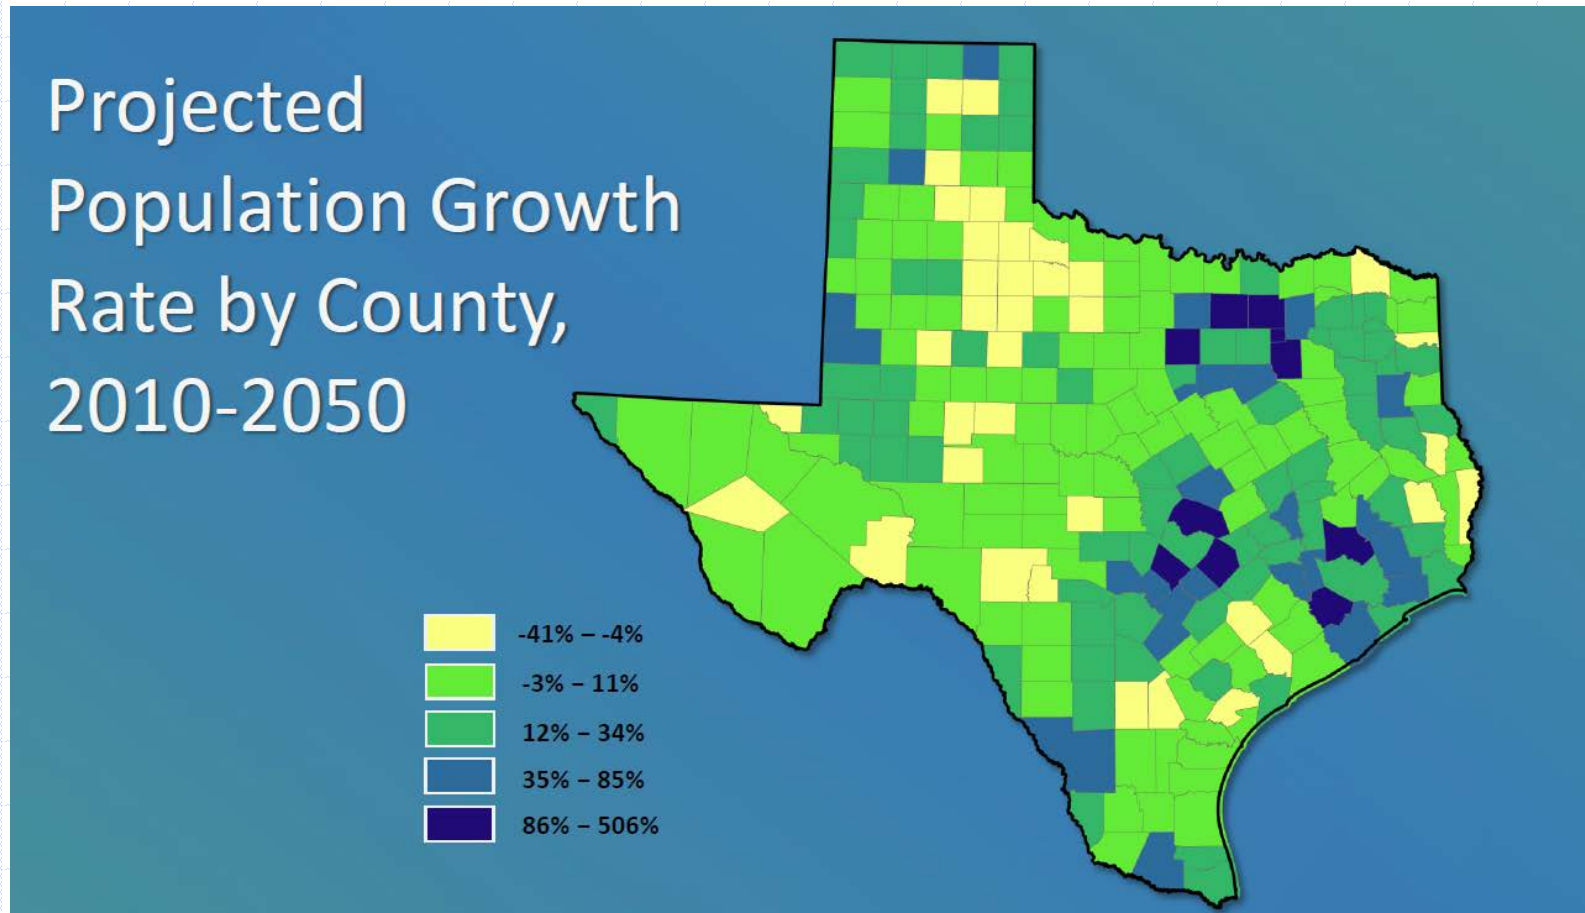 Projected
Population Growth
Rate by County,
2010-2050
-41% – -4%
-3% – 11%
12% – 34%
35% – 85%
86% – 506%